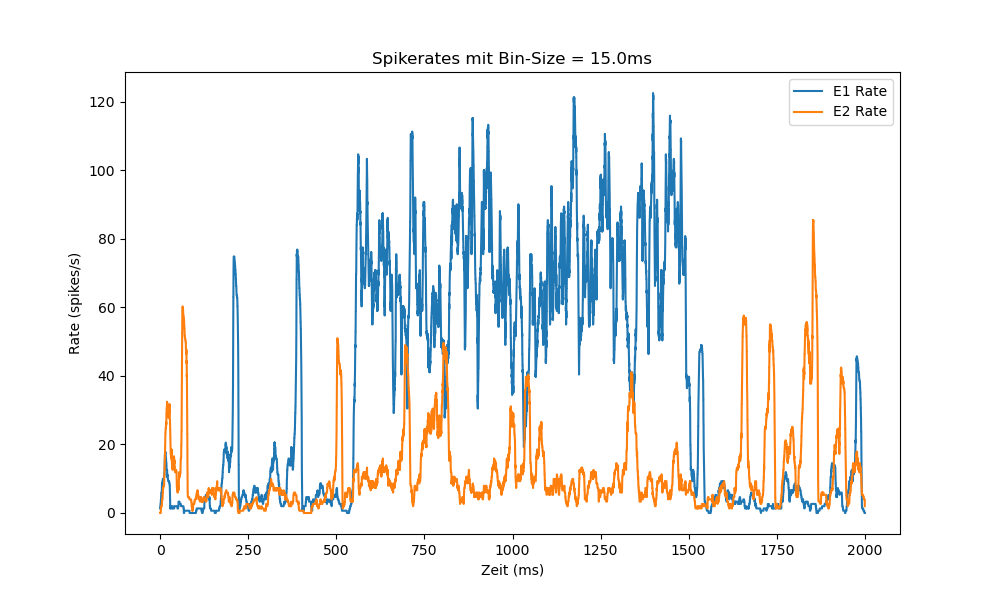 Spikerates mit Bin-Size = 15.0ms
E1 Rate
E2 Rate
Rate (spikes/s)
120
100
80
60
40
20
0
0 250 500 750 1000 1250 1500 1750 2000
Zeit (ms)